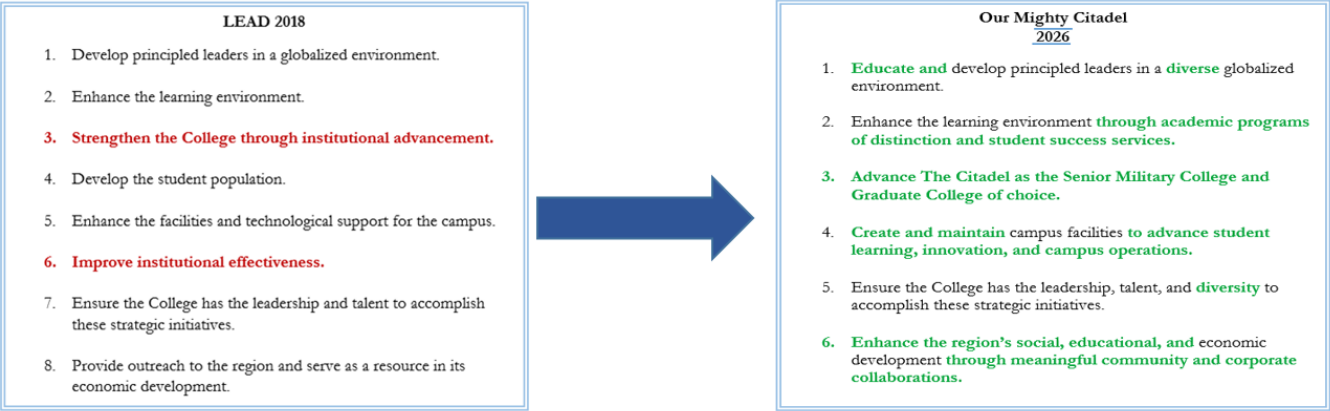 LEAD 2018
1. Develop principled leaders in a globalized environment.
2. Enhance the learning environment.
3. Strengthen the College through institutional advancement.
4. Develop the student population.
5. Enhance the facilities and technological support for the campus.
6. Improve institutional effectiveness.
7. Ensure the College has the leadership and talent to accomplish
these strategic initiatives.
8. Provide outreach to the region and serve as a resource in its
economic development.
Our Mighty Citadel
2026
1. Educate and develop principled leaders in a diverse globalized
environment.
2. Enhance the learning environment through academic programs
of distinction and student success services.
3. Advance The Citadel as the Senior Military College and
Graduate College of choice.
4. Create and maintain campus facilities to advance student
learning, innovation, and campus operations.
5. Ensure the College has the leadership, talent, and diversity to
accomplish these strategic initiatives.
6. Enhance the region's social, educational, and economic
development through meaningful community and corporate
collaborations.